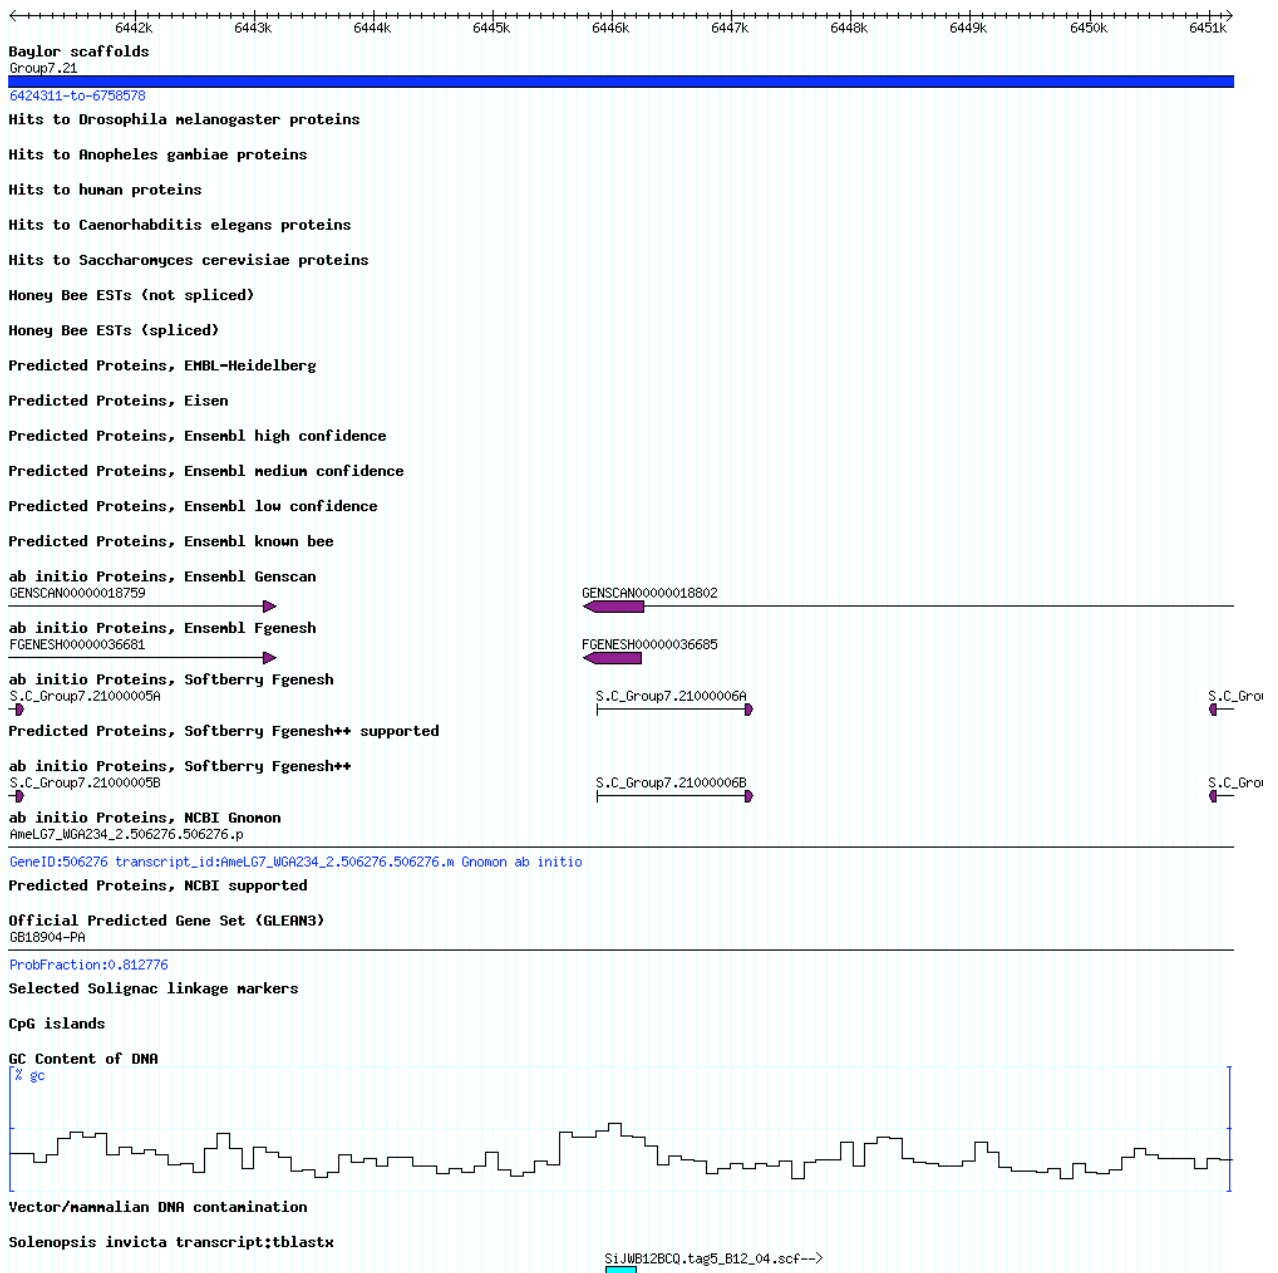 6442k 6443k 6444k 6445k 6446k 6447k 6448k 6449k 6450k 6451k
Baylor scaffolds
Group7.21
6424311-to-6758578
Hits to Drosophila melanogaster proteins
Hits to Anopheles gambiae proteins
Hits to human proteins
Hits to Caenorhabditis elegans proteins
Hits to Saccharomyces cerevisiae proteins
Honey Bee ESTs (not spliced)
Honey Bee ESTs (spliced)
Predicted Proteins, EMBL-Heidelberg
Predicted Proteins, Eisen
Predicted Proteins, Ensembl high confidence
Predicted Proteins, Ensembl medium confidence
Predicted Proteins, Ensembl low confidence
Predicted Proteins, Ensembl known bee
ab initio Proteins, Ensembl Genscan
GENSCAN00000018759 GENSCAN00000018802
ab initio Proteins, Ensembl Fgenesh
FGENESH00000036681 FGENESH00000036685
ab initio Proteins, Softberry Fgenesh
S.C_Group7.21000005A S.C_Group7.21000006A S.C_Gro
Predicted Proteins, Softberry Fgenesh++ supported
ab initio Proteins, Softberry Fgenesh++
S.C_Group7.21000005B S.C_Group7.21000006B S.C_Gro
ab initio Proteins, NCBI Gnomon
AmeLG7_WGA234_2.506276.506276.p
GeneID:506276 transcript_id:AmeLG7_WGA234_2.506276.506276.m Gnomon ab initio
Predicted Proteins, NCBI supported
Official Predicted Gene Set (GLEAN3)
GB18904-PA
ProbFraction:0.812776
Selected Solignac linkage markers
CpG islands
GC Content of DNA
% gc
Vector/mammalian DNA contamination
Solenopsis invicta transcript:tblastx
SiJWB12BCQ.tag5_B12_04.scf-->